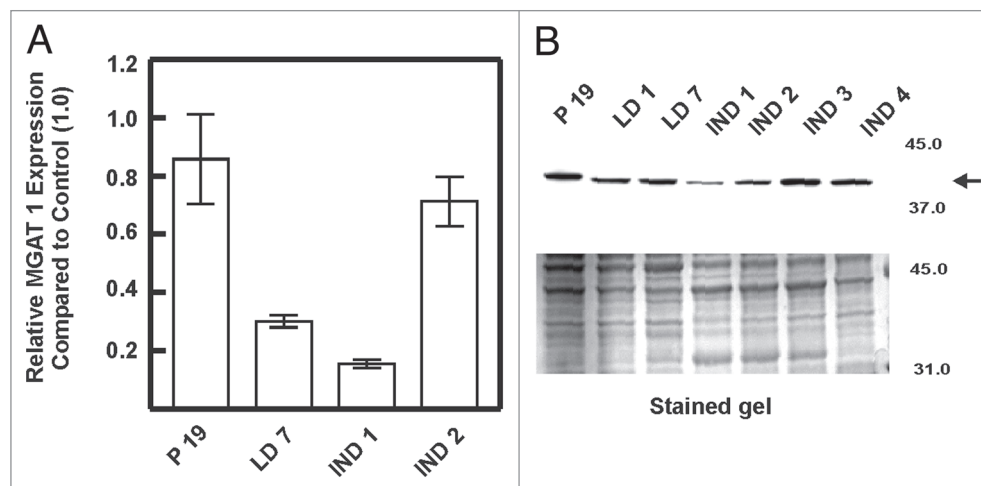 A
Relative MGAT 1 Expression
Compared to Control (1.0)
1.2
1.0
0.8
0.6
0.4
0.2
P 19
LD 7
IND 1
IND 2
B
P 19
LD 1
LD 7
IND 1
IND 2
IND 3
IND 4
45.0
37.0
45.0
31.0
Stained gel